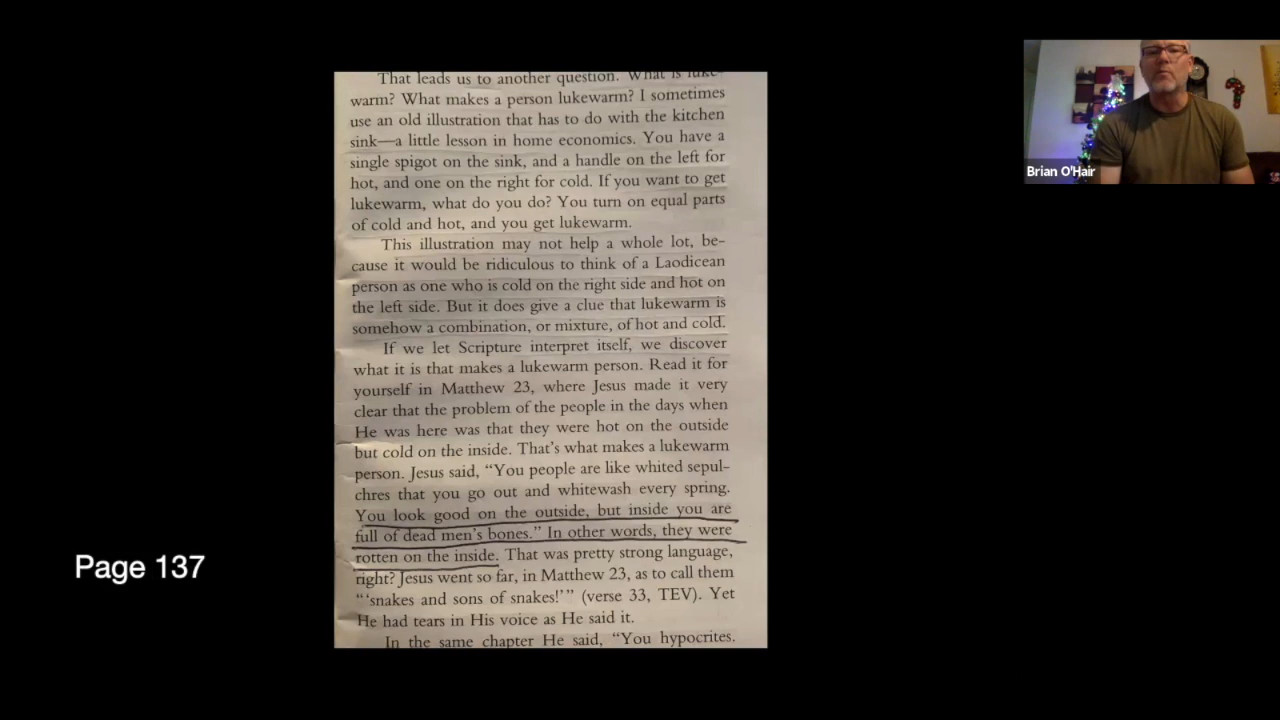 That leads us to another question. What is luke-
warm? What makes a person lukewarm? I sometimes
use an old illustration that has to do with the kitchen
sink—a little lesson in home economics. You have a
single spigot on the sink, and a handle on the left for
hot, and one on the right for cold. If you want to get
lukewarm, what do you do? You turn on equal parts
of cold and hot, and you get lukewarm.
This illustration may not help a whole lot, be-
cause it would be ridiculous to think of a Laodicean
person as one who is cold on the right side and hot on
the left side. But it does give a clue that lukewarm is
somehow a combination, or mixture, of hot and cold.
If we let Scripture interpret itself, we discover
what it is that makes a lukewarm person. Read it for
yourself in Matthew 23, where Jesus made it very
clear that the problem of the people in the days when
He was here was that they were hot on the outside
but cold on the inside. That's what makes a lukewarm
person. Jesus said, “You people are like whited sepul-
chres that you go out and whitewash every spring.
You look good on the outside, but inside you are
full of dead men's bones.” In other words, they were
rotten on the inside. That was pretty strong language,
right? Jesus went so far, in Matthew 23, as to call them
“‘snakes and sons of snakes!’” (verse 33, TEV). Yet
He had tears in His voice as He said it.
In the same chapter He said, “You hypocrites.
Page 137
Brian O'Hair